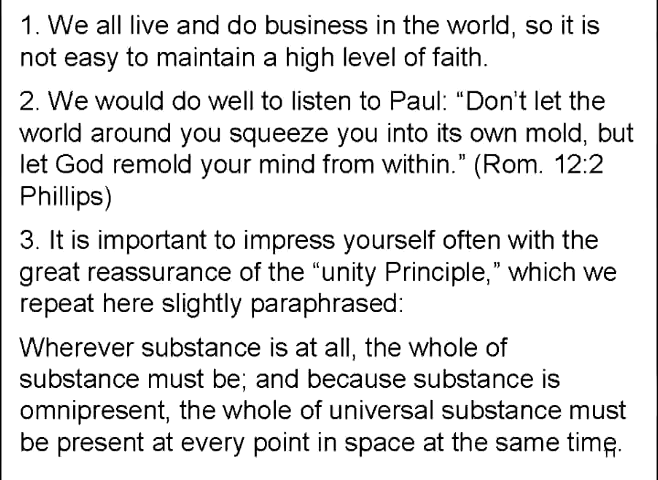 1. We all live and do business in the world, so it is
not easy to maintain a high level of faith.
2. We would do well to listen to Paul: “Don’t let the
world around you squeeze you into its own mold, but
let God remold your mind from within.” (Rom. 12:2
Phillips)
3. It is important to impress yourself often with the
great reassurance of the “unity Principle,” which we
repeat here slightly paraphrased:
Wherever substance is at all, the whole of
substance must be; and because substance is
omnipresent, the whole of universal substance must
be present at every point in space at the same time.